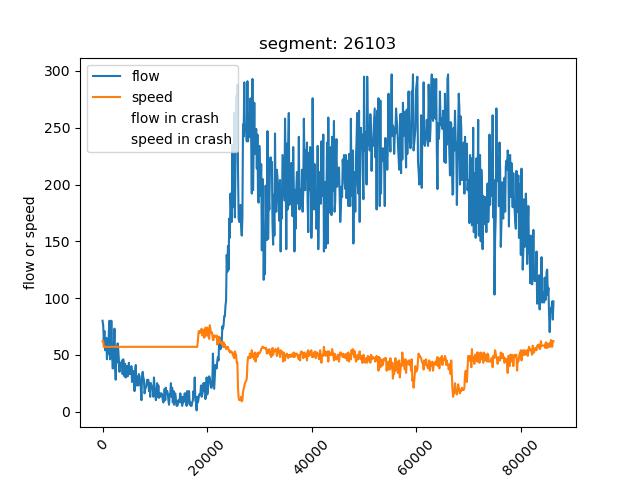 segment: 26103
flow
speed
flow in crash
speed in crash
flow or speed
300
250
200
150
100
50
0
0
20000
40000
60000
80000